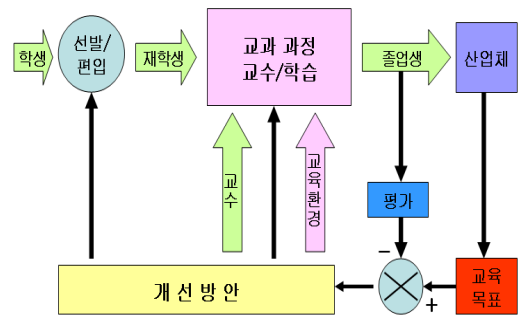 학생
선발/
편입
재학생
교과 과정
교수/학습
졸업생
산업체
교수
교육환경
평가
−
개 선 방 안
+
교육
목표